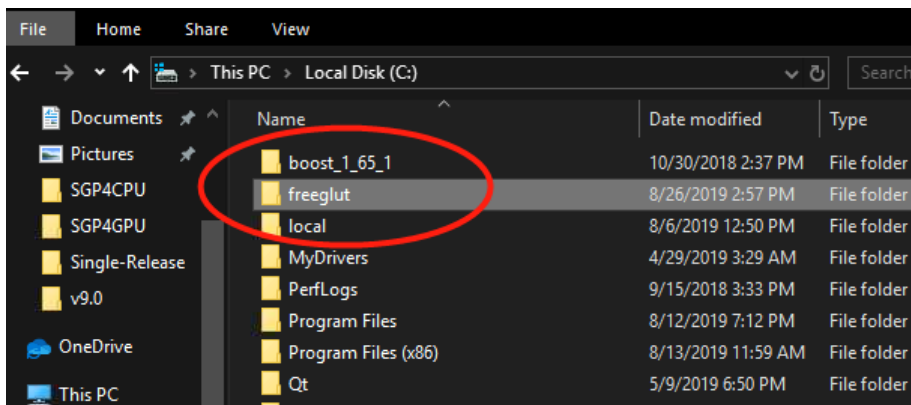 File Home Share View
This PC > Local Disk (C:) Search
Documents
Pictures
SGP4CPU
SGP4GPU
Single-Release
v9.0
OneDrive
This PC
Name Date modified Type
boost_1_65_1 10/30/2018 2:37 PM File folder
freeglut 8/26/2019 2:57 PM File folder
local 8/6/2019 12:50 PM File folder
MyDrivers 4/29/2019 3:29 AM File folder
PerfLogs 9/15/2018 3:33 PM File folder
Program Files 8/12/2019 7:12 PM File folder
Program Files (x86) 8/13/2019 11:59 AM File folder
Qt 5/9/2019 6:50 PM File folder